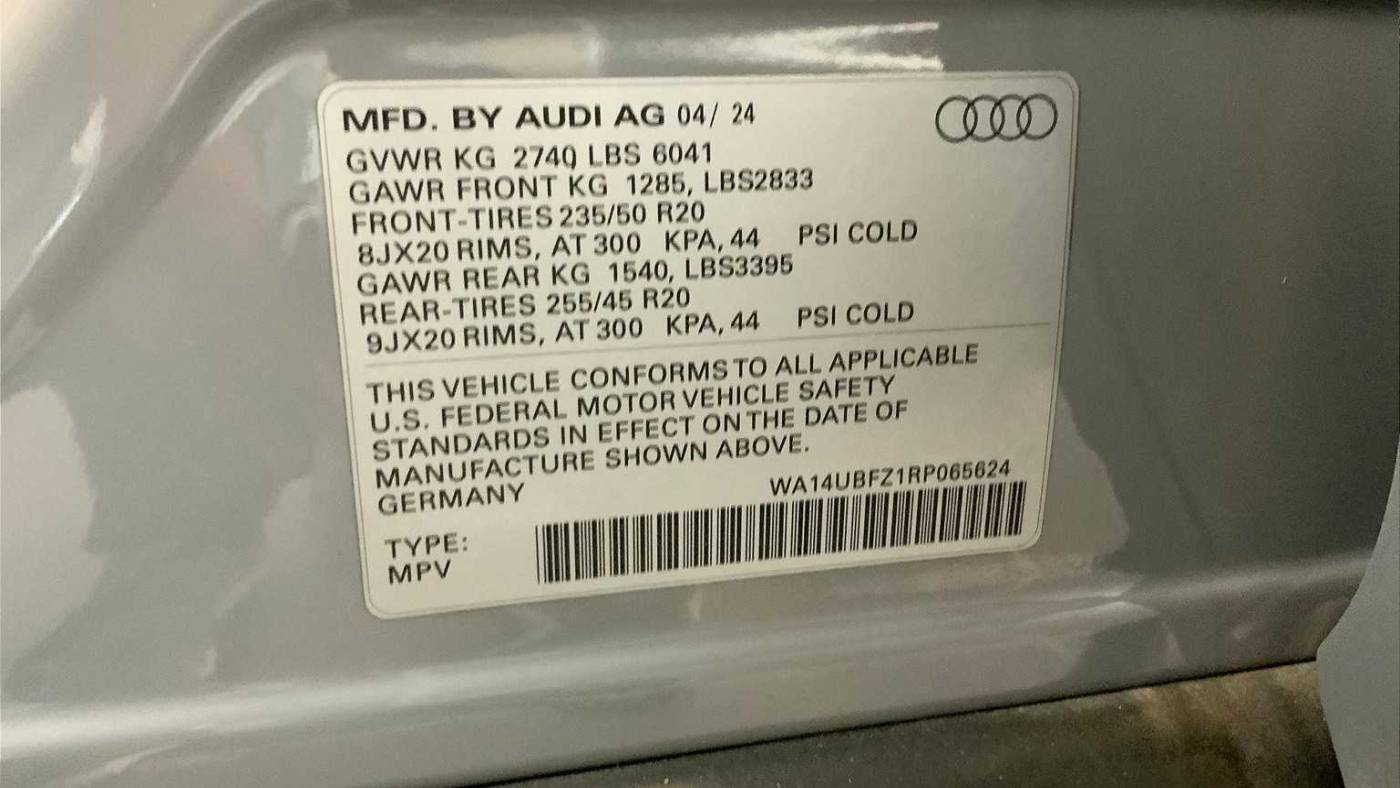 MFD. BY AUDI AG 04/ 24
GVWR KG 2740 LBS 6041
GAWR FRONT KG 1285, LBS2833
FRONT-TIRES 235/50 R20
8JX20 RIMS, AT 300 KPA, 44 PSI COLD
GAWR REAR KG 1540, LBS3395
REAR-TIRES 255/45 R20
9JX20 RIMS, AT 300 KPA, 44 PSI COLD
THIS VEHICLE CONFORMS TO ALL APPLICABLE
U.S. FEDERAL MOTOR VEHICLE SAFETY
STANDARDS IN EFFECT ON THE DATE OF
MANUFACTURE SHOWN ABOVE.
GERMANY
WA14UBFZ1RP065624
TYPE:
MPV